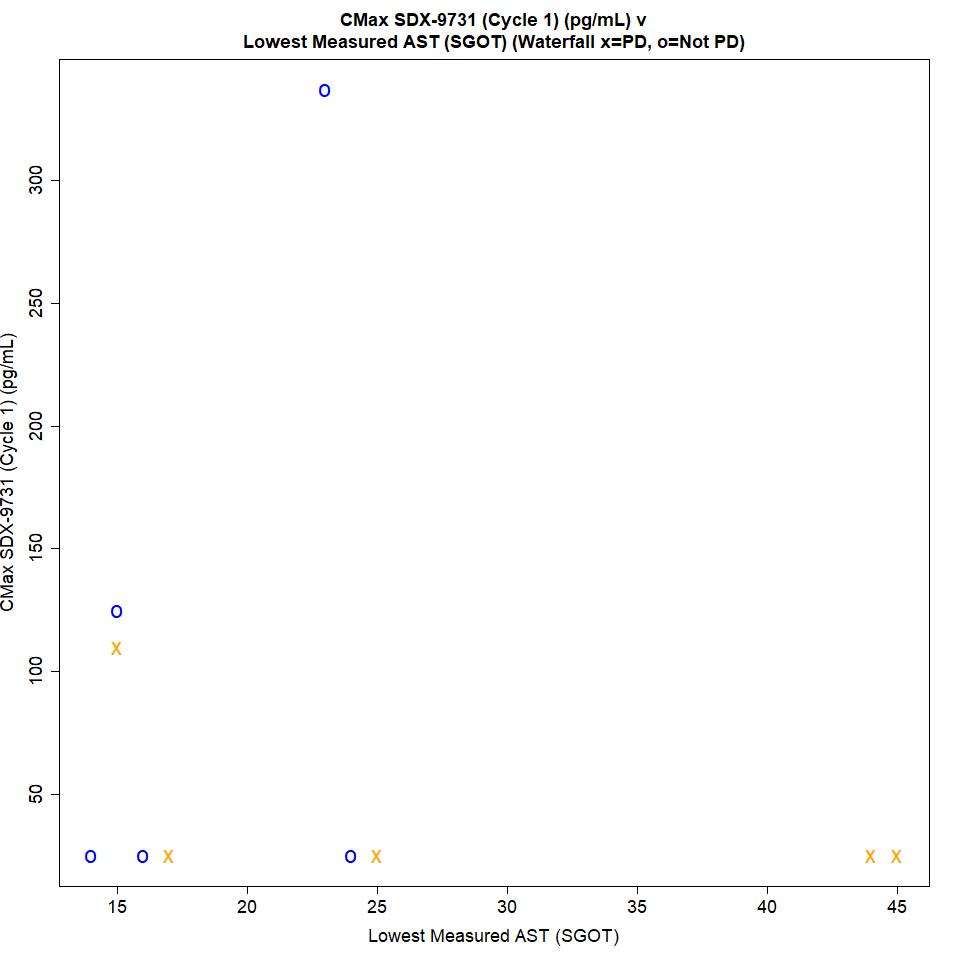 CMax SDX-9731 (Cycle 1) (pg/mL) v
Lowest Measured AST (SGOT) (Waterfall x=PD, o=Not PD)
CMax SDX-9731 (Cycle 1) (pg/mL)
300
250
200
150
100
50
O
O
X
O
O
X
O
X
X
X
15
20
25
30
35
40
45
Lowest Measured AST (SGOT)